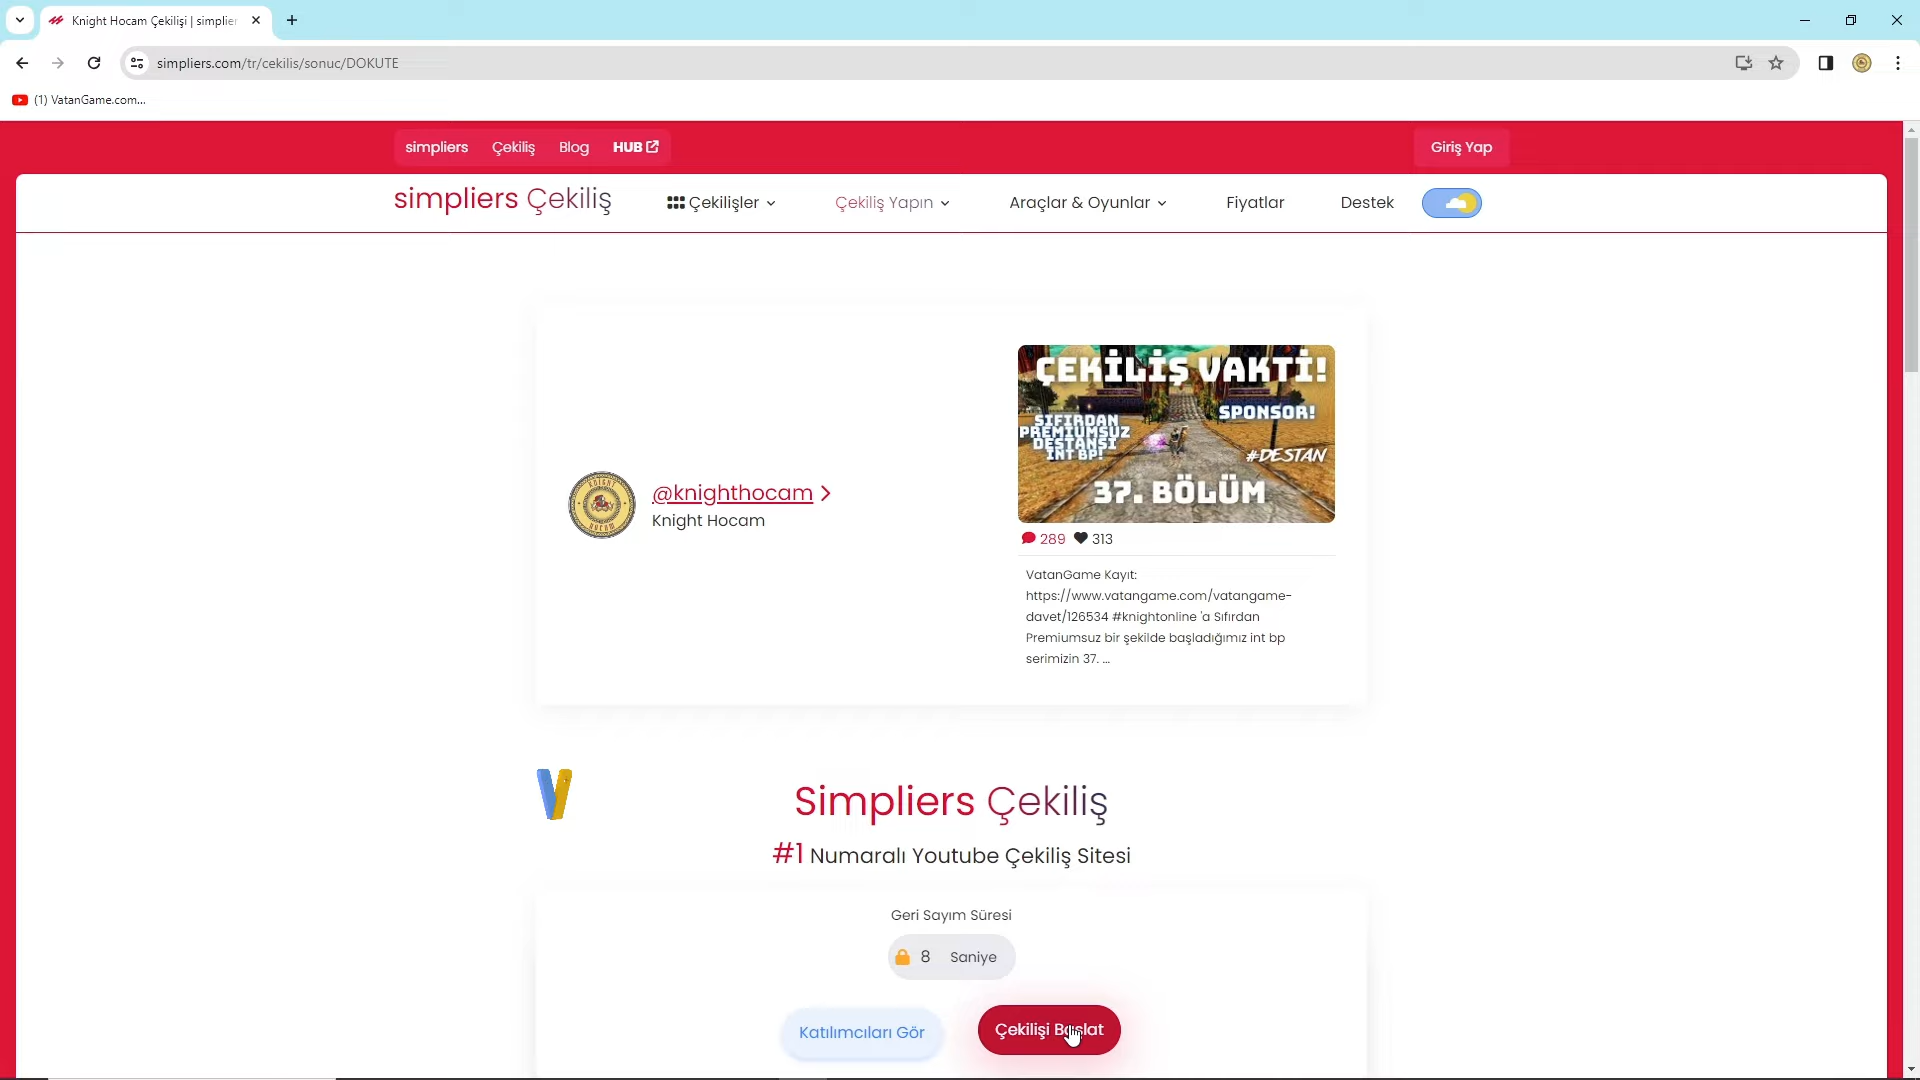 Knight Hocam Çekilişi | simplier
simpliers.com/tr/cekilis/sonuc/DOKUTE
(1) VatanGame.com...
simpliers Çekiliş Blog HUB
Giriş Yap
simpliers Çekiliş
Çekilişler
Çekiliş Yapın
Araçlar & Oyunlar
Fiyatlar
Destek
@knighthocam
Knight Hocam
KNIGHT
HOCAM
ÇEKİLİŞ VAKTİ!
SPONSOR!
SIFIRDAN
PREMIUMSUZ
DESTANSI
INT BP!
#DESTAN
37. BÖLÜM
289 313
VatanGame Kayıt:
https://www.vatangame.com/vatangame-
davet/126534 #knightonline 'a Sıfırdan
Premiumsuz bir şekilde başladığımız int bp
serimizin 37. ...
Simpliers Çekiliş
#1 Numaralı Youtube Çekiliş Sitesi
Geri Sayım Süresi
8 Saniye
Katılımcıları Gör
Çekilişi Başlat